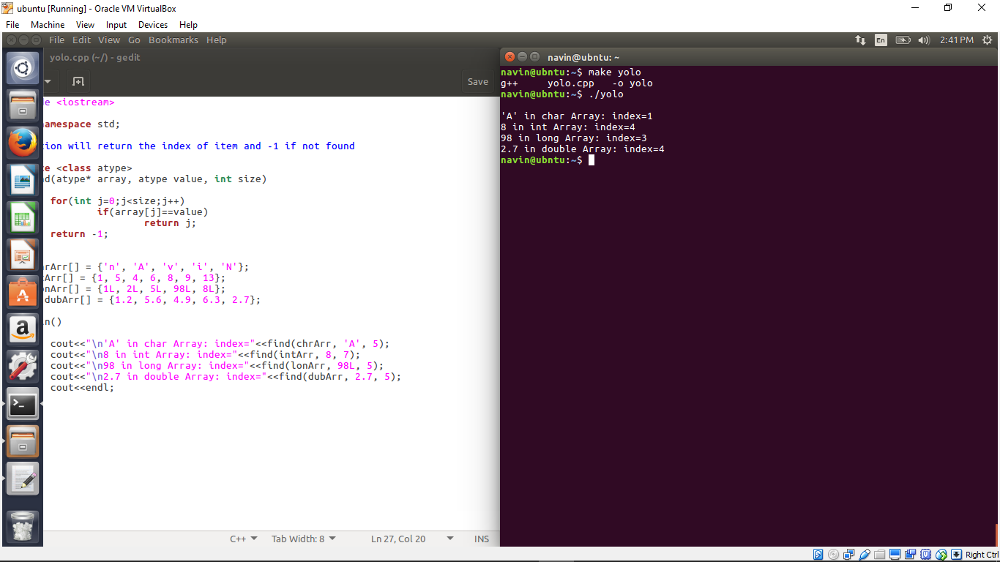 ubuntu [Running] - Oracle VM VirtualBox
File Machine View Input Devices Help
File Edit View Go Bookmarks Help
En
2:41 PM
yolo.cpp (~/) - gedit
Save
e <iostream>
namespace std;
tion will return the index of item and -1 if not found
te <class atype>
nd(atype* array, atype value, int size)
for(int j=0;j<size;j++)
if(array[j]==value)
return j;
return -1;
hrArr[] = {'n', 'A', 'v', 'i', 'N'};
tArr[] = {1, 5, 4, 6, 8, 9, 13};
onArr[] = {1L, 2L, 5L, 98L, 8L};
dubArr[] = {1.2, 5.6, 4.9, 6.3, 2.7};
in()
cout<<"\n'A' in char Array: index="<<find(chrArr, 'A', 5);
cout<<"\n8 in int Array: index="<<find(intArr, 8, 7);
cout<<"\n98 in long Array: index="<<find(lonArr, 98L, 5);
cout<<"\n2.7 in double Array: index="<<find(dubArr, 2.7, 5);
cout<<endl;
C++ Tab Width: 8 Ln 27, Col 20 INS
navin@ubntu: ~
navin@ubntu:~$ make yolo
g++ yolo.cpp -o yolo
navin@ubntu:~$ ./yolo
'A' in char Array: index=1
8 in int Array: index=4
98 in long Array: index=3
2.7 in double Array: index=4
navin@ubntu:~$
Right Ctrl